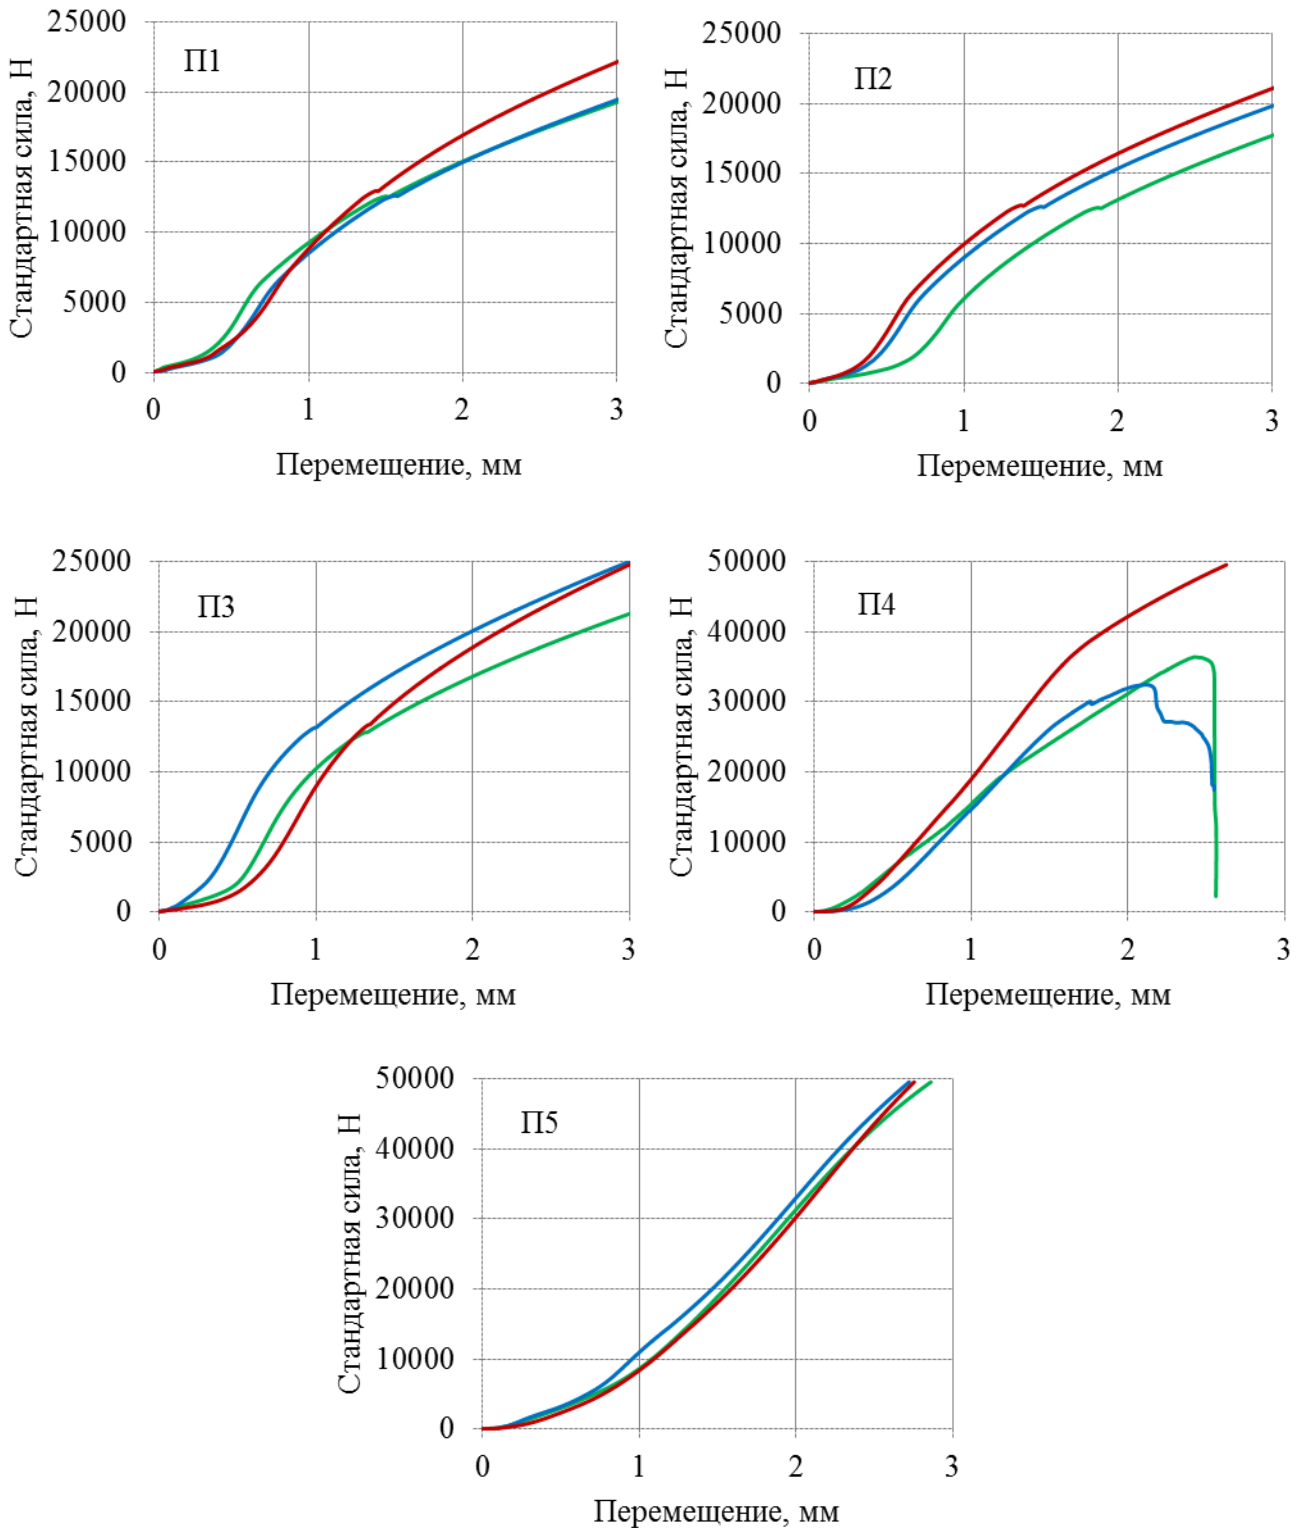 П1
Стандартная сила, Н
25000
20000
15000
10000
5000
0
0 1 2 3
Перемещение, мм
П2
Стандартная сила, Н
25000
20000
15000
10000
5000
0
0 1 2 3
Перемещение, мм
П3
Стандартная сила, Н
25000
20000
15000
10000
5000
0
0 1 2 3
Перемещение, мм
П4
Стандартная сила, Н
50000
40000
30000
20000
10000
0
0 1 2 3
Перемещение, мм
П5
Стандартная сила, Н
50000
40000
30000
20000
10000
0
0 1 2 3
Перемещение, мм